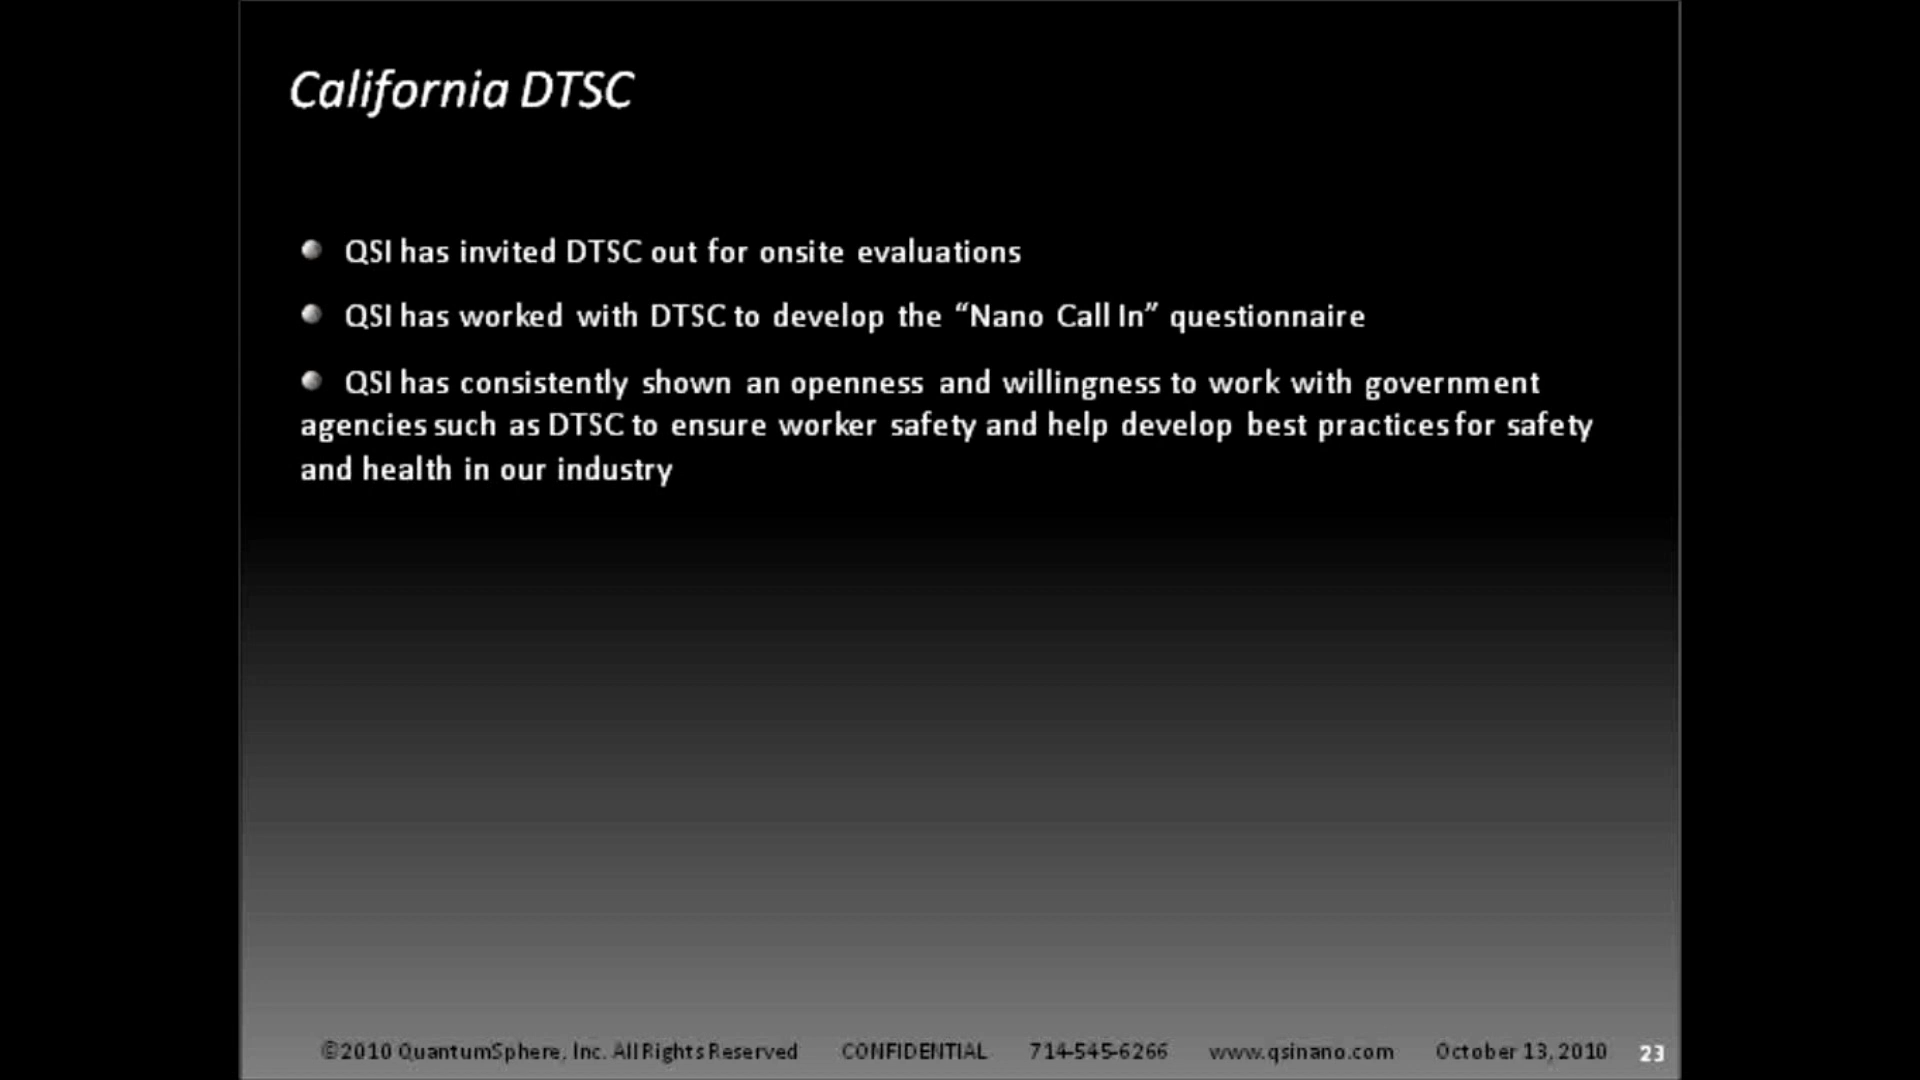 California DTSC
QSI has invited DTSC out for onsite evaluations
QSI has worked with DTSC to develop the “Nano Call In” questionnaire
QSI has consistently shown an openness and willingness to work with government
agencies such as DTSC to ensure worker safety and help develop best practices for safety
and health in our industry
©2010 QuantumSphere, Inc. All Rights Reserved CONFIDENTIAL 714-545-6266 www.qsinano.com October 13, 2010 23